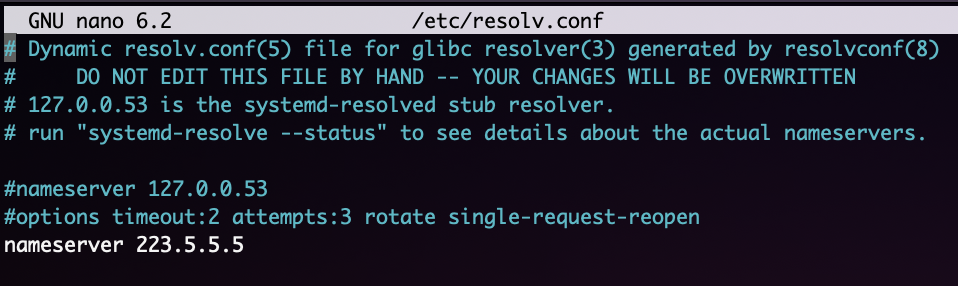 GNU nano 6.2 /etc/resolv.conf
# Dynamic resolv.conf(5) file for glibc resolver(3) generated by resolvconf(8)
# DO NOT EDIT THIS FILE BY HAND -- YOUR CHANGES WILL BE OVERWRITTEN
# 127.0.0.53 is the systemd-resolved stub resolver.
# run "systemd-resolve --status" to see details about the actual nameservers.
#nameserver 127.0.0.53
#options timeout:2 attempts:3 rotate single-request-reopen
nameserver 223.5.5.5